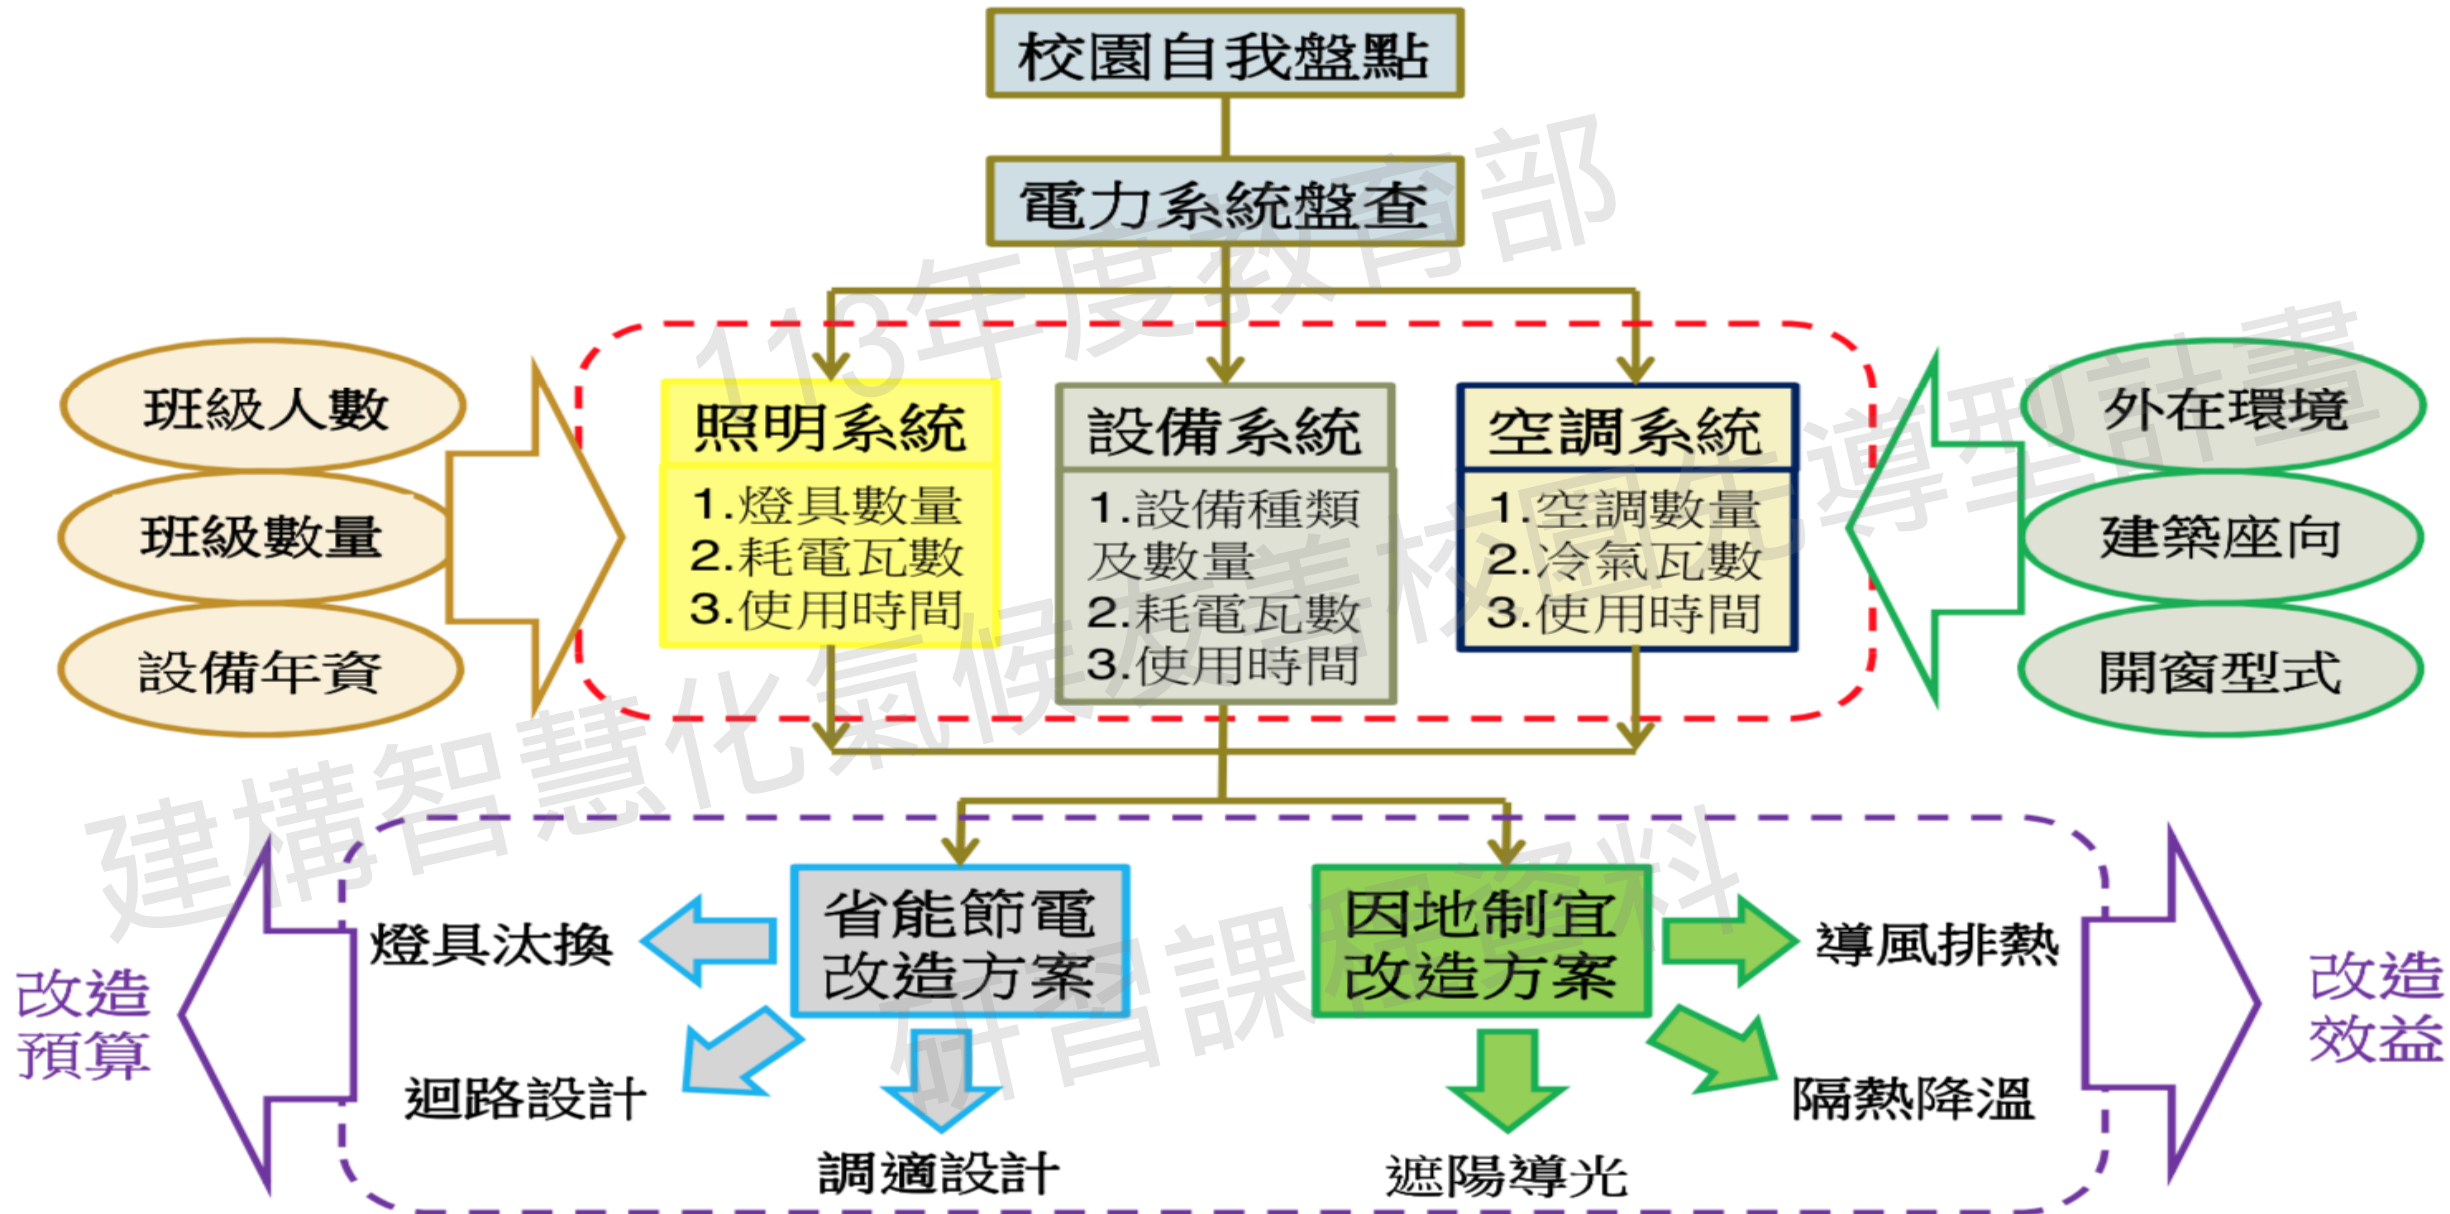 校園自我盤點
電力系統盤查
班級人數
班級數量
設備年資
照明系統
1.燈具數量
2.耗電瓦數
3.使用時間
設備系統
1.設備種類
及數量
2.耗電瓦數
3.使用時間
空調系統
1.空調數量
2.冷氣瓦數
3.使用時間
外在環境
建築座向
開窗型式
改造
預算
省能節電
改造方案
燈具汰換
迴路設計
調適設計
因地制宜
改造方案
導風排熱
隔熱降溫
遮陽導光
改造
效益
113年度教育部
建構智慧化氣候友善校園先導型計畫
研習課程資料